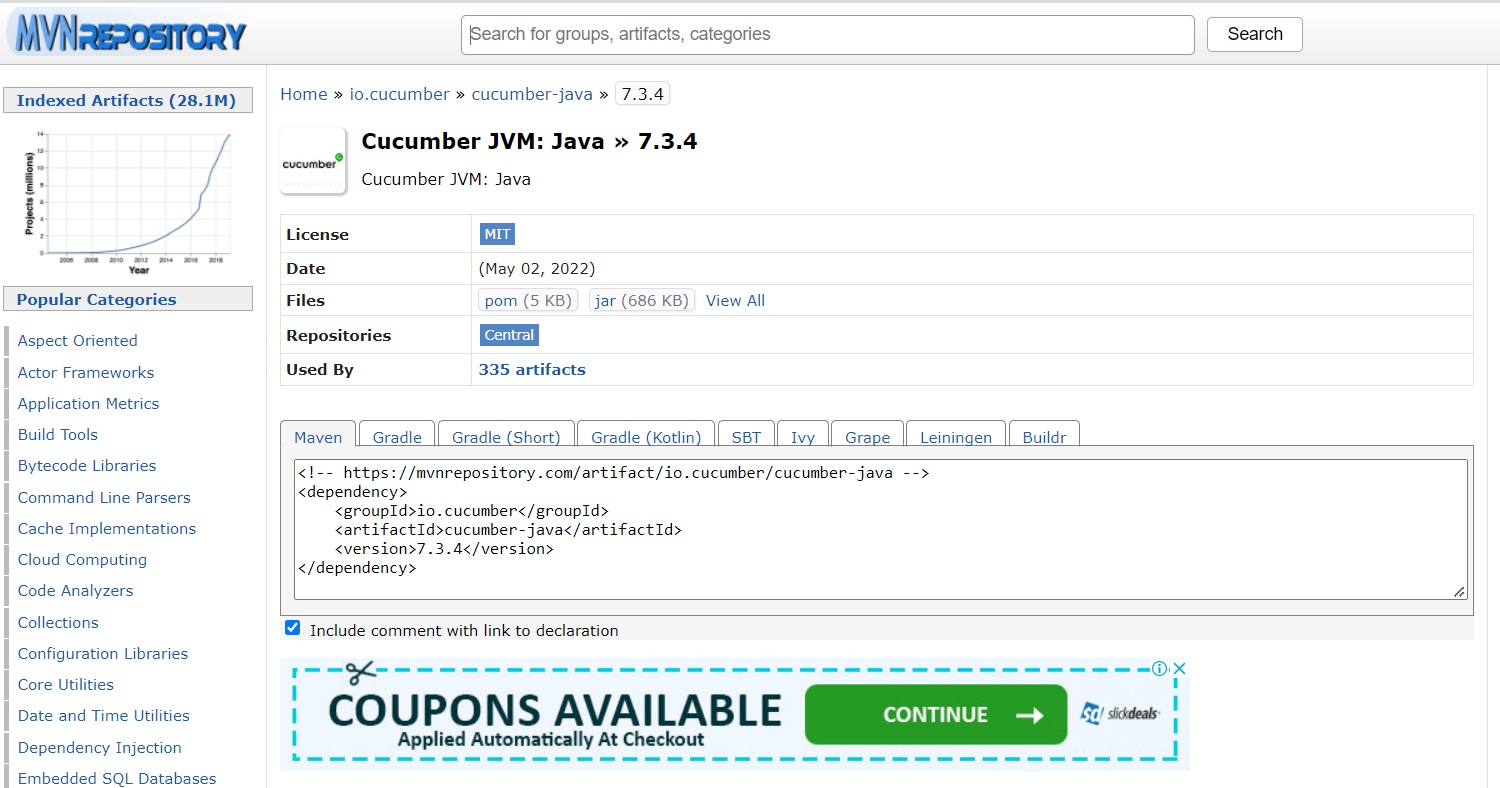 MVNREPOSITORY
Search for groups, artifacts, categories
Search
Indexed Artifacts (28.1M)
Projects (millions)
14
12
10
8
6
4
2
0
2006 2008 2010 2012 2014 2016 2018
Year
Popular Categories
Aspect Oriented
Actor Frameworks
Application Metrics
Build Tools
Bytecode Libraries
Command Line Parsers
Cache Implementations
Cloud Computing
Code Analyzers
Collections
Configuration Libraries
Core Utilities
Date and Time Utilities
Dependency Injection
Embedded SQL Databases
Home » io.cucumber » cucumber-java » 7.3.4
cucumber
Cucumber JVM: Java » 7.3.4
Cucumber JVM: Java
License MIT
Date (May 02, 2022)
Files pom (5 KB) jar (686 KB) View All
Repositories Central
Used By 335 artifacts
Maven Gradle Gradle (Short) Gradle (Kotlin) SBT Ivy Grape Leiningen Buildr
<!-- https://mvnrepository.com/artifact/io.cucumber/cucumber-java -->
<dependency>
    <groupId>io.cucumber</groupId>
    <artifactId>cucumber-java</artifactId>
    <version>7.3.4</version>
</dependency>
Include comment with link to declaration
COUPONS AVAILABLE
Applied Automatically At Checkout
CONTINUE
sd slickdeals